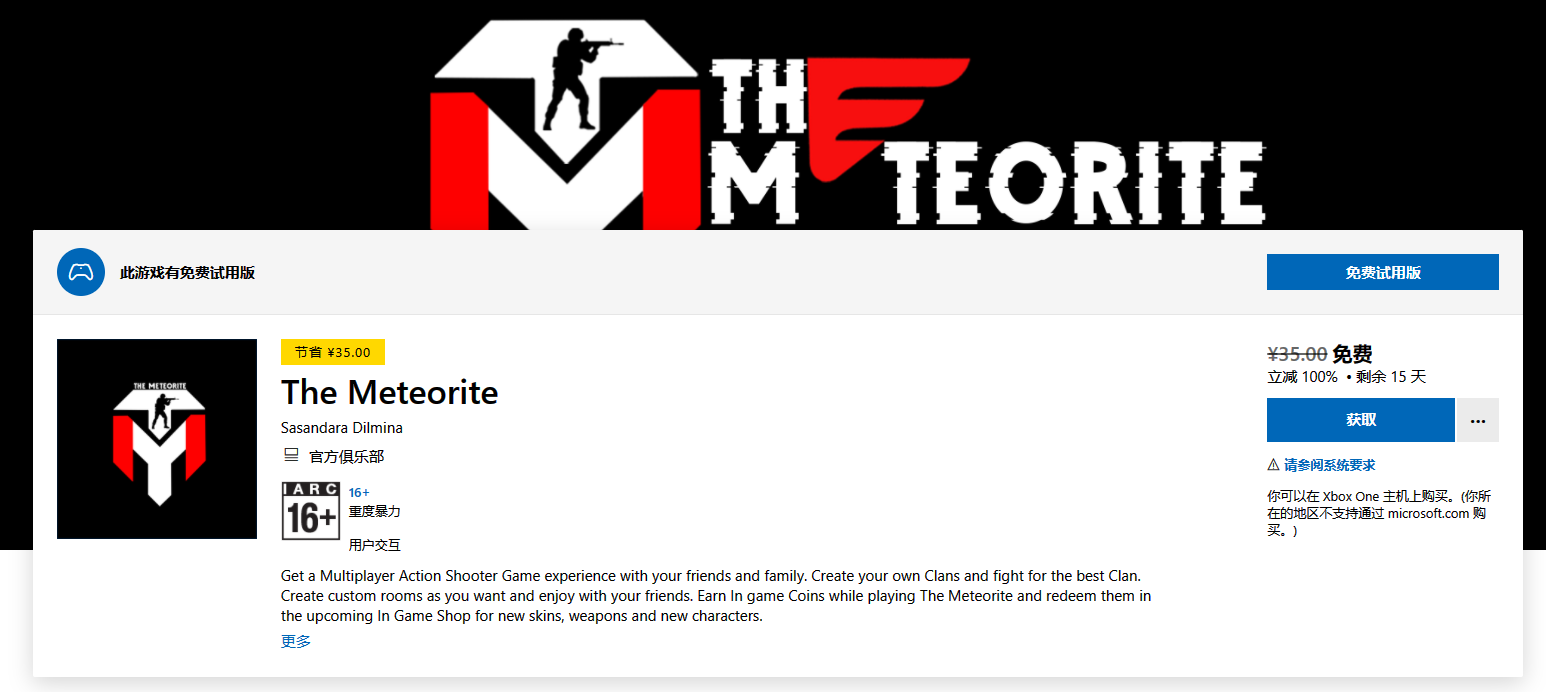 THE
METEORITE
此游戏有免费试用版
免费试用版
THE METEORITE
节省 ¥35.00
The Meteorite
Sasandara Dilmina
官方俱乐部
IARC
16+
16+
重度暴力
用户交互
Get a Multiplayer Action Shooter Game experience with your friends and family. Create your own Clans and fight for the best Clan.
Create custom rooms as you want and enjoy with your friends. Earn In game Coins while playing The Meteorite and redeem them in
the upcoming In Game Shop for new skins, weapons and new characters.
更多
¥35.00 免费
立减 100% • 剩余 15 天
获取
...
请参阅系统要求
你可以在 Xbox One 主机上购买。(你所
在的地区不支持通过 microsoft.com 购
买。)